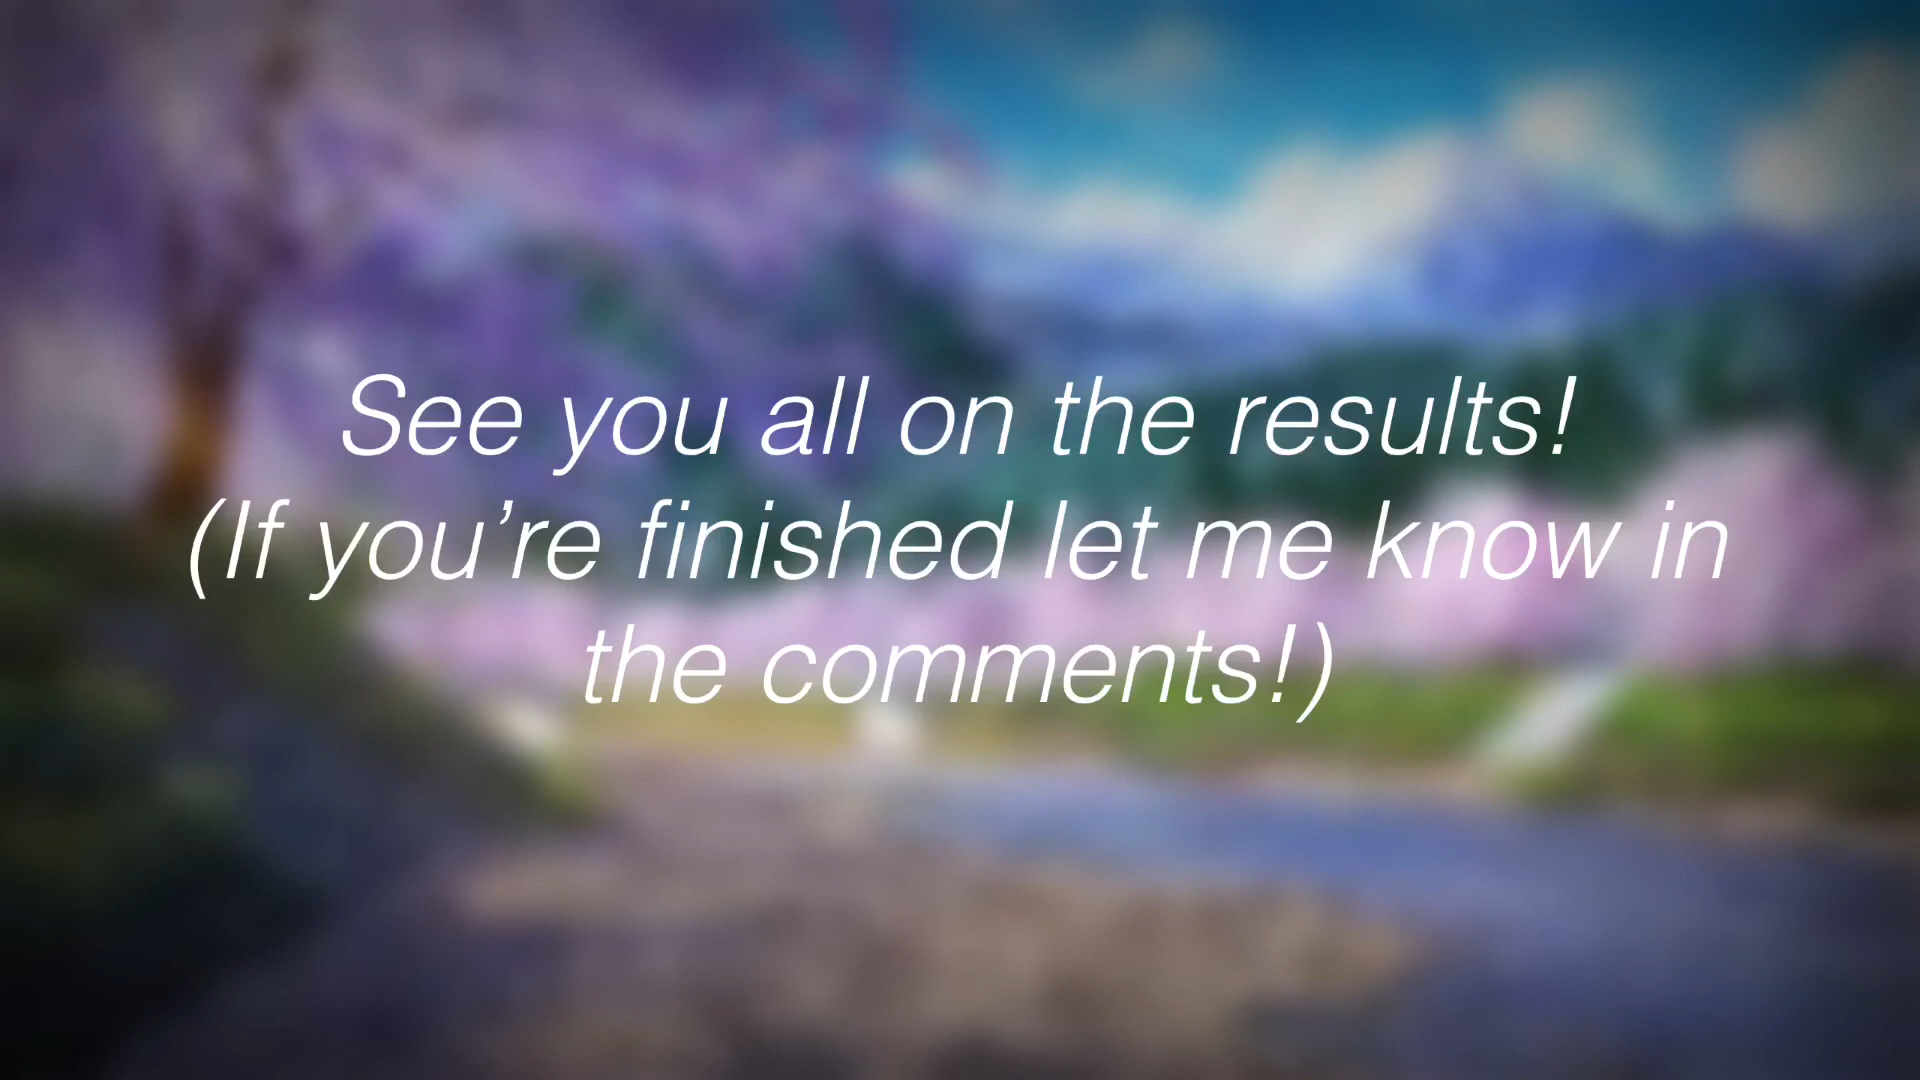 See you all on the results!
(If you’re finished let me know in
the comments!)